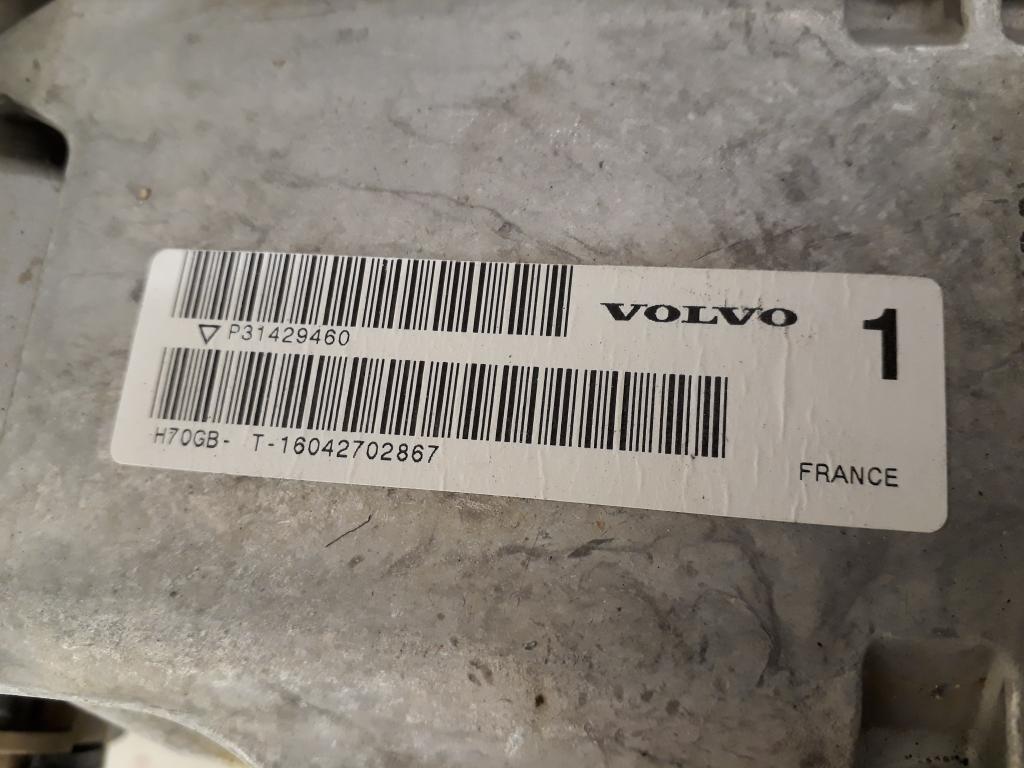 VOLVO
1
P31429460
H70GB- T-16042702867
FRANCE